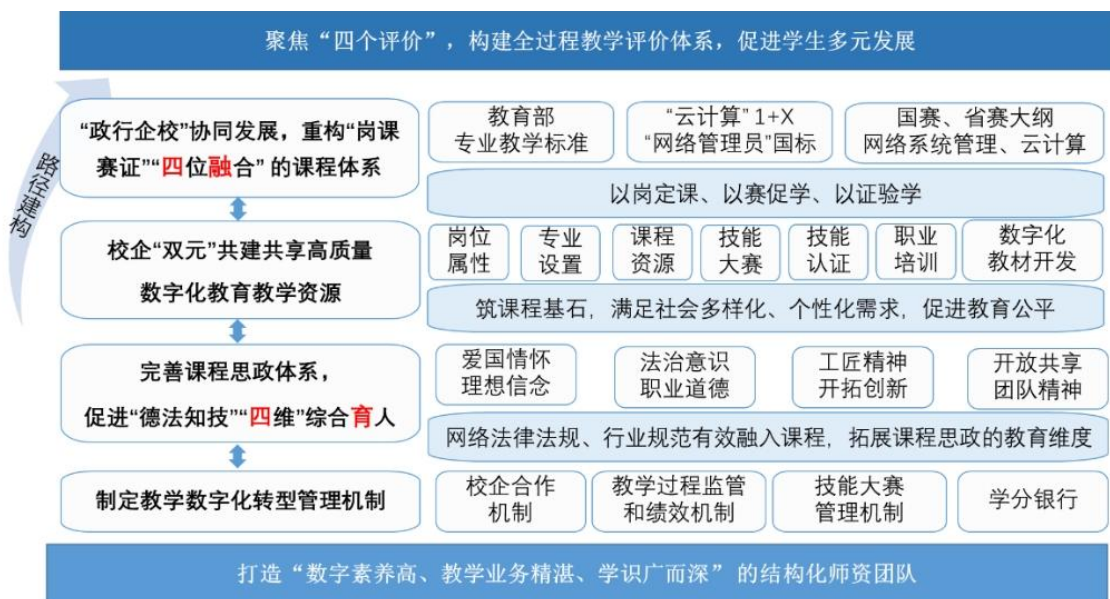 聚焦“四个评价”，构建全过程教学评价体系，促进学生多元发展
路径建构
“政行企校”协同发展，重构“岗课
赛证”“四位融合”的课程体系
教育部
专业教学标准
“云计算”1+X
“网络管理员”国标
国赛、省赛大纲
网络系统管理、云计算
以岗定课、以赛促学、以证验学
校企“双元”共建共享高质量
数字化教育教学资源
岗位
属性
专业
设置
课程
资源
技能
大赛
技能
认证
职业
培训
数字化
教材开发
筑课程基石，满足社会多样化、个性化需求，促进教育公平
完善课程思政体系，
促进“德法知技”“四维”综合育人
爱国情怀
理想信念
法治意识
职业道德
工匠精神
开拓创新
开放共享
团队精神
网络法律法规、行业规范有效融入课程，拓展课程思政的教育维度
制定教学数字化转型管理机制
校企合作
机制
教学过程监管
和绩效机制
技能大赛
管理机制
学分银行
打造“数字素养高、教学业务精湛、学识广而深”的结构化师资团队